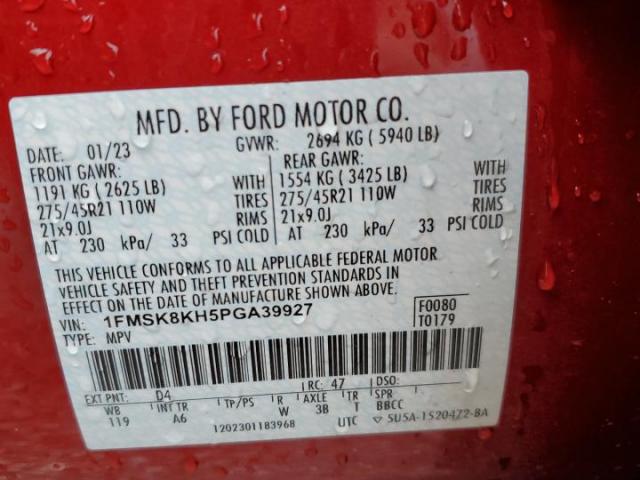 MFD. BY FORD MOTOR CO.
DATE: 01/23 GVWR: 2694 KG (5940 LB)
FRONT GAWR: REAR GAWR:
1191 KG (2625 LB) WITH 1554 KG (3425 LB) WITH
275/45R21 110W TIRES 275/45R21 110W TIRES
21x9.0J RIMS 21x9.0J RIMS
AT 230 kPa/ 33 PSI COLD AT 230 kPa/ 33 PSI COLD
THIS VEHICLE CONFORMS TO ALL APPLICABLE FEDERAL MOTOR
VEHICLE SAFETY AND THEFT PREVENTION STANDARDS IN
EFFECT ON THE DATE OF MANUFACTURE SHOWN ABOVE.
VIN: 1FMSK8KH5PGA39927 F0080
TYPE: MPV T0179
EXT PNT: D4 RC: 47 DSO:
WB INT TR TP/PS R AXLE TR SPR
119 A6 W 3B T BBCC
1202301183968 UTC SU5A-1520472-BA